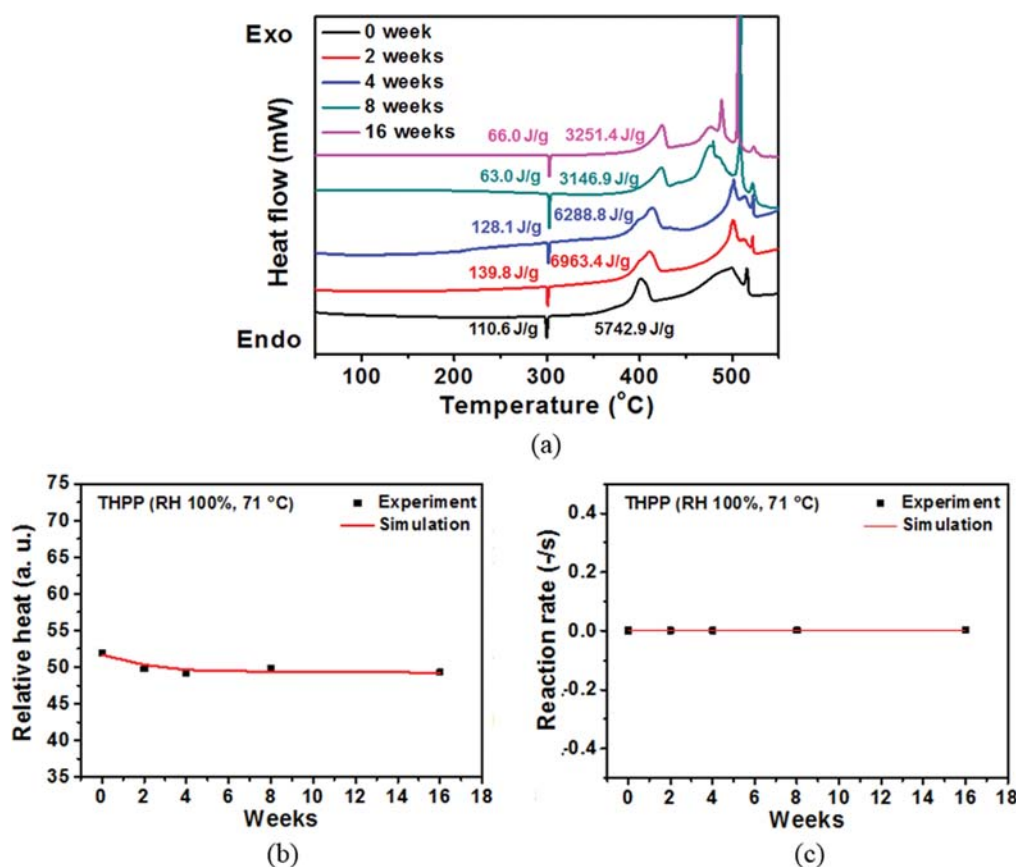 Exo
0 week
2 weeks
4 weeks
8 weeks
16 weeks
66.0 J/g
3251.4 J/g
63.0 J/g
3146.9 J/g
128.1 J/g
6288.8 J/g
139.8 J/g
6963.4 J/g
110.6 J/g
5742.9 J/g
Heat flow (mW)
Endo
100 200 300 400 500
Temperature (°C)
(a)
75
70
65
60
55
50
45
40
35
Relative heat (a. u.)
THPP (RH 100%, 71 °C)
Experiment
Simulation
0 2 4 6 8 10 12 14 16 18
Weeks
(b)
0.4
0.2
0.0
-0.2
-0.4
Reaction rate (-/s)
THPP (RH 100%, 71 °C)
Experiment
Simulation
0 2 4 6 8 10 12 14 16 18
Weeks
(c)